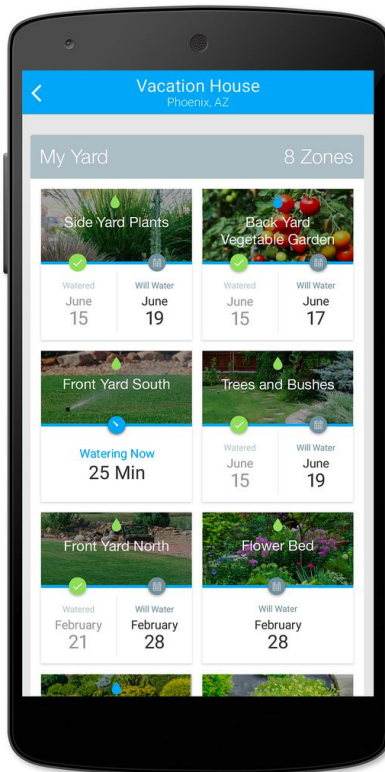 Vacation House
Phoenix, AZ
My Yard
8 Zones
Side Yard Plants
Watered
June
15
Will Water
June
19
Back Yard
Vegetable Garden
Watered
June
15
Will Water
June
17
Front Yard South
Watering Now
25 Min
Trees and Bushes
Watered
June
15
Will Water
June
19
Front Yard North
Watered
February
21
Will Water
February
28
Flower Bed
Will Water
February
28